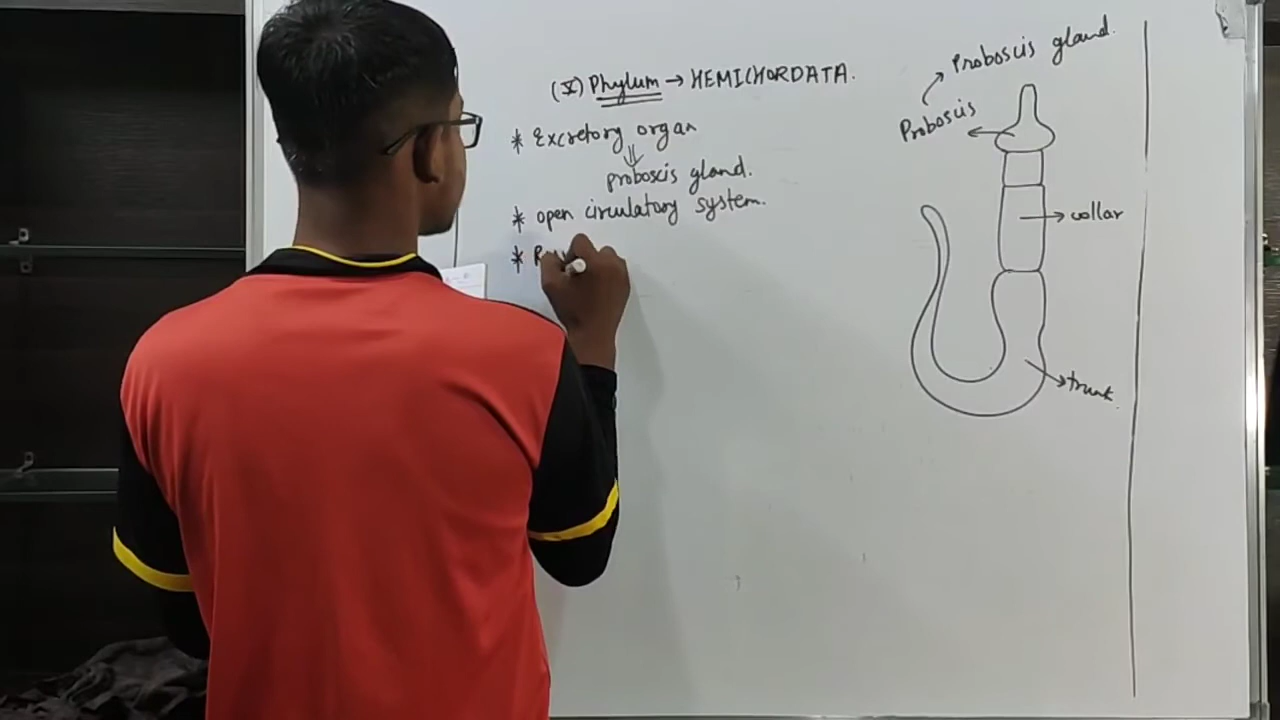 (X) Phylum → HEMICHORDATA.
* Excretory organ
⇓
proboscis gland.
* open circulatory system.
*
Proboscis gland.
Proboscis
collar
trunk